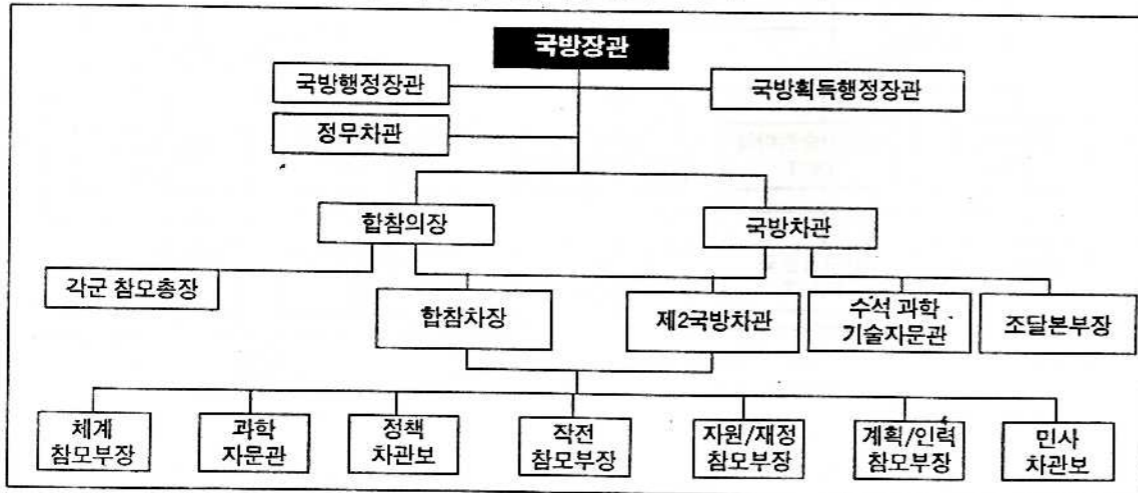 국방장관
국방행정장관
국방획득행정장관
정무차관
합참의장
국방차관
각군 참모총장
합참차장
제2국방차관
수석 과학
기술자문관
조달본부장
체계
참모부장
과학
자문관
정책
차관보
작전
참모부장
자원/재정
참모부장
계획/인력
참모부장
민사
차관보